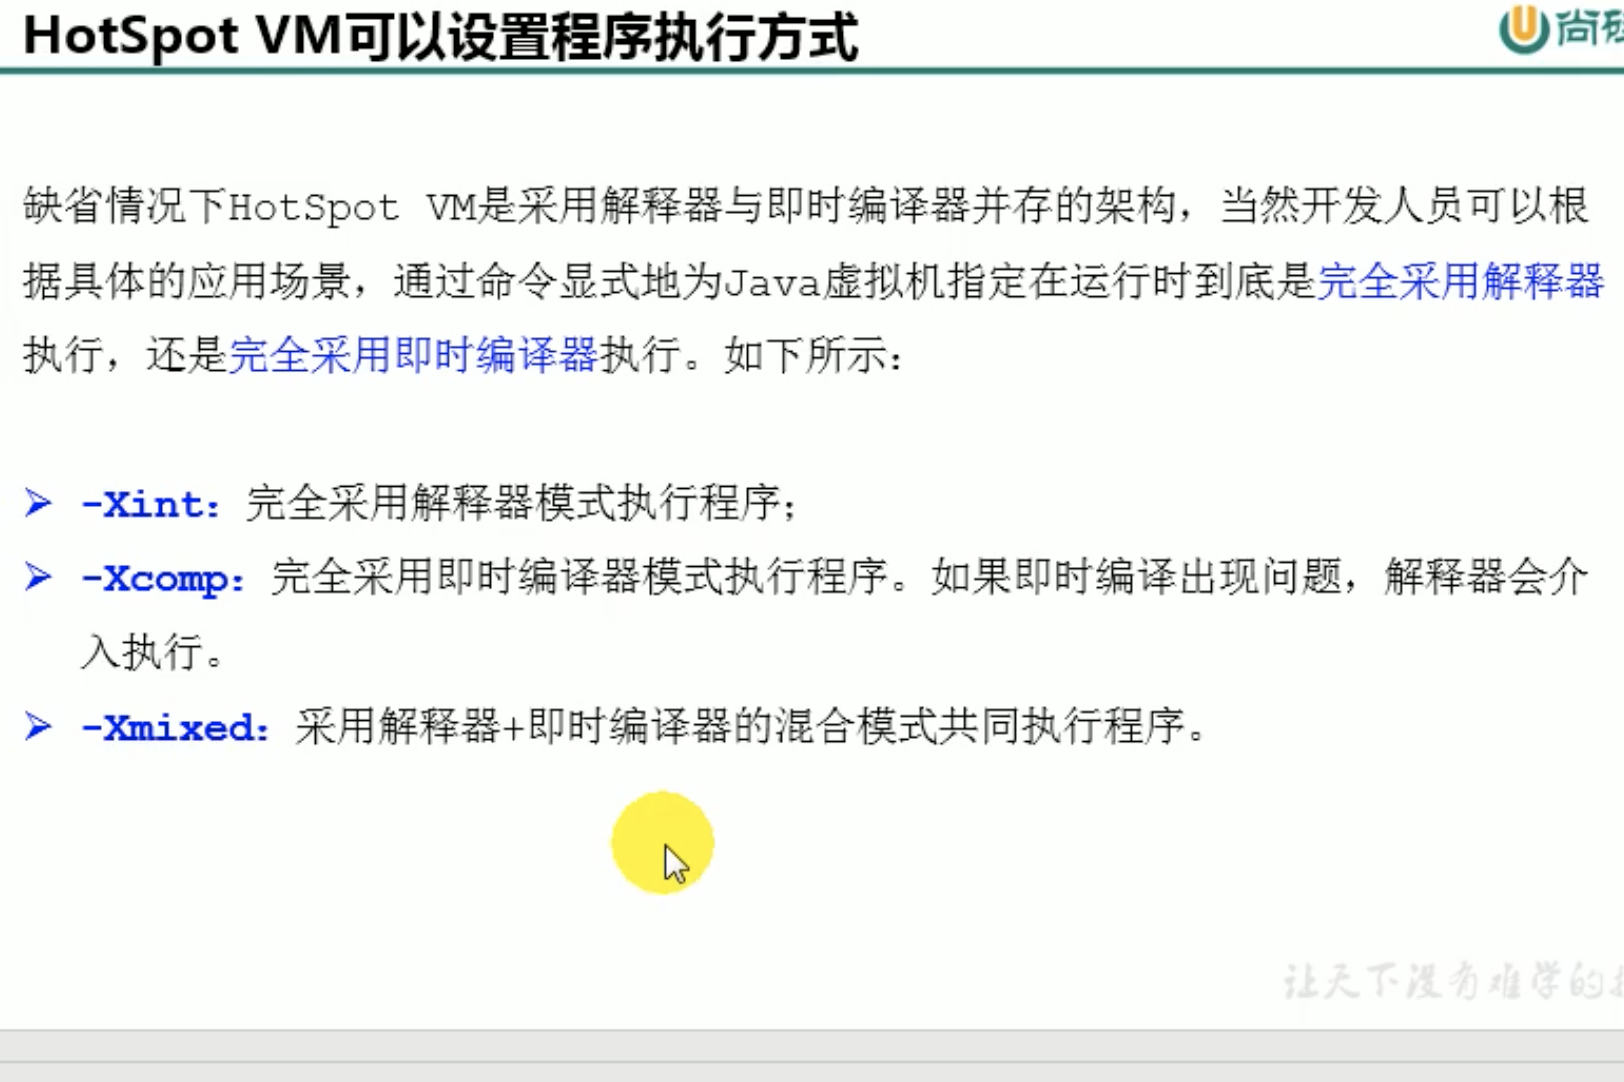 HotSpot VM可以设置程序执行方式
尚硅
缺省情况下HotSpot VM是采用解释器与即时编译器并存的架构，当然开发人员可以根
据具体的应用场景，通过命令显式地为Java虚拟机指定在运行时到底是完全采用解释器
执行，还是完全采用即时编译器执行。如下所示：
-Xint：完全采用解释器模式执行程序；
-Xcomp：完全采用即时编译器模式执行程序。如果即时编译出现问题，解释器会介
入执行。
-Xmixed：采用解释器+即时编译器的混合模式共同执行程序。
让天下没有难学的